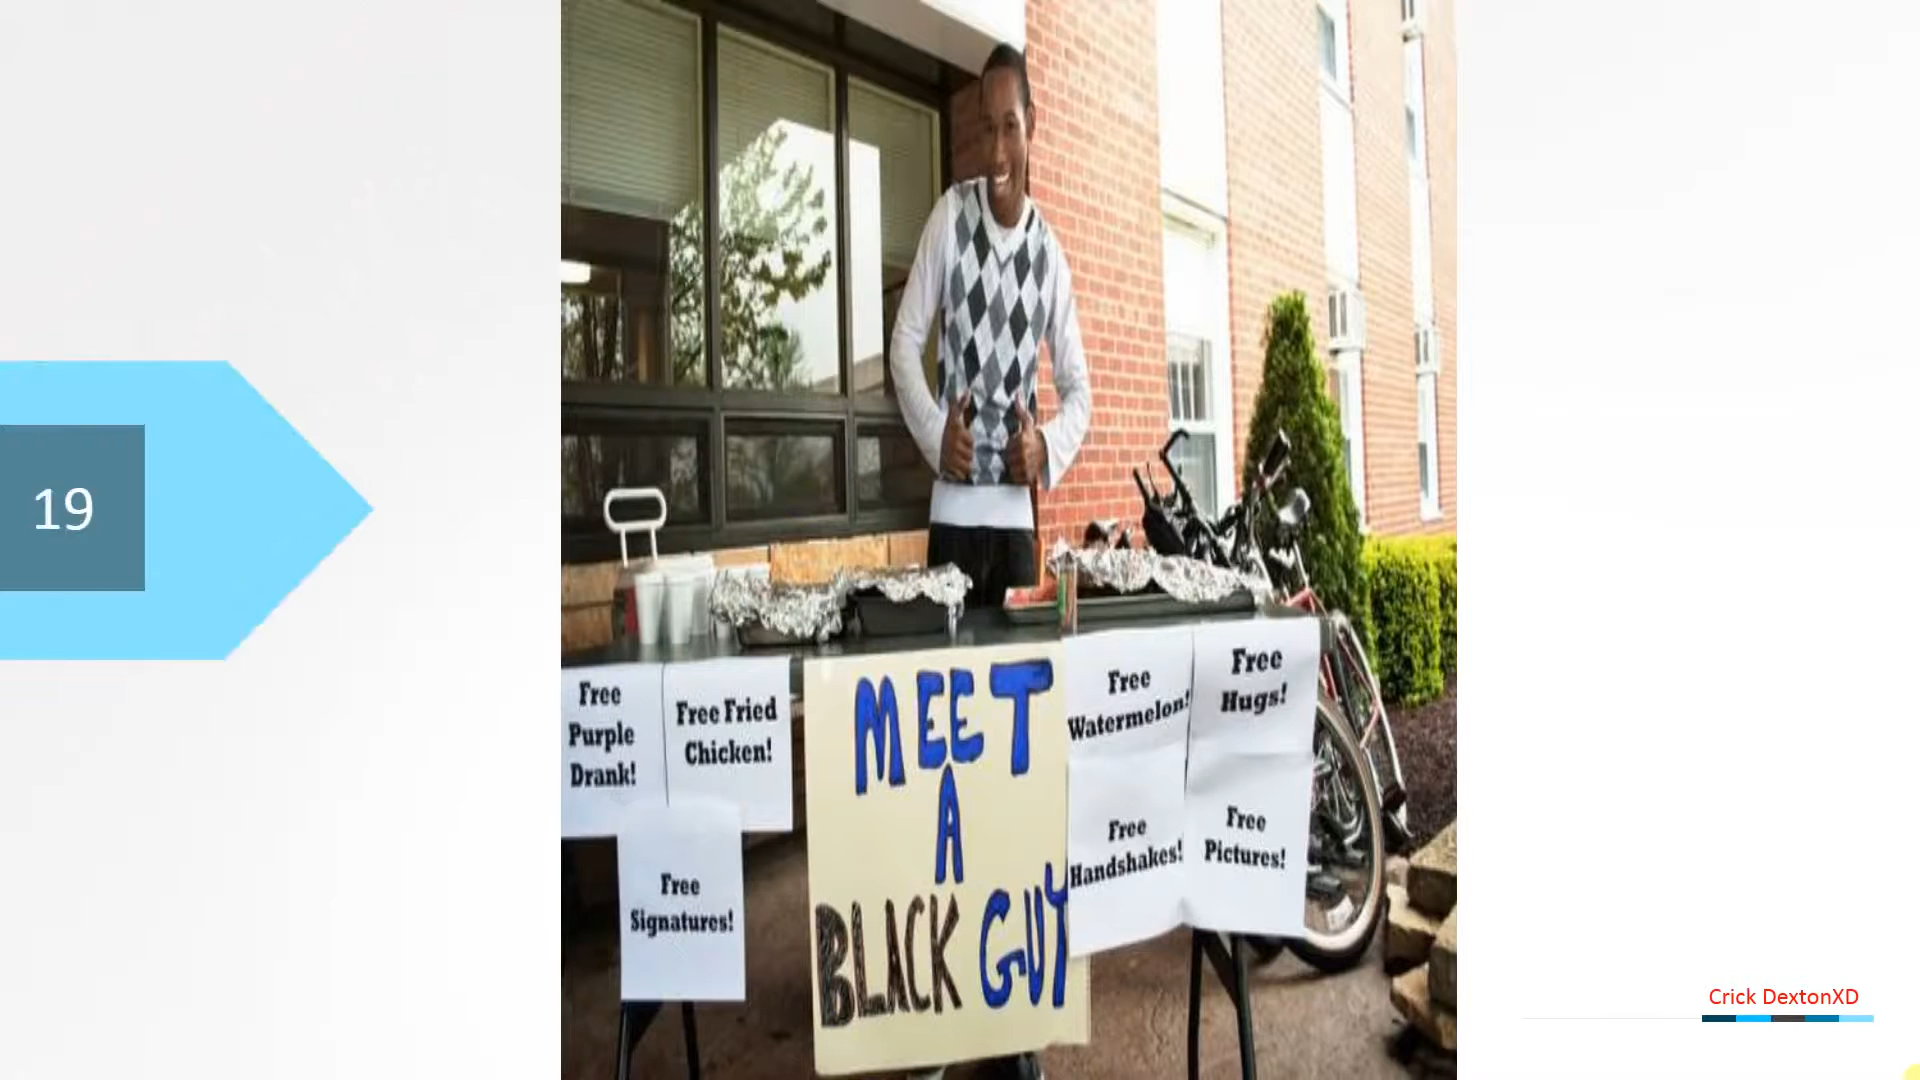 19
Free
Purple
Drank!
Free Fried
Chicken!
Free
Signatures!
MEET
A
BLACK GUY
Free
Watermelon!
Free
Hugs!
Free
Handshakes!
Free
Pictures!
Crick DextonXD